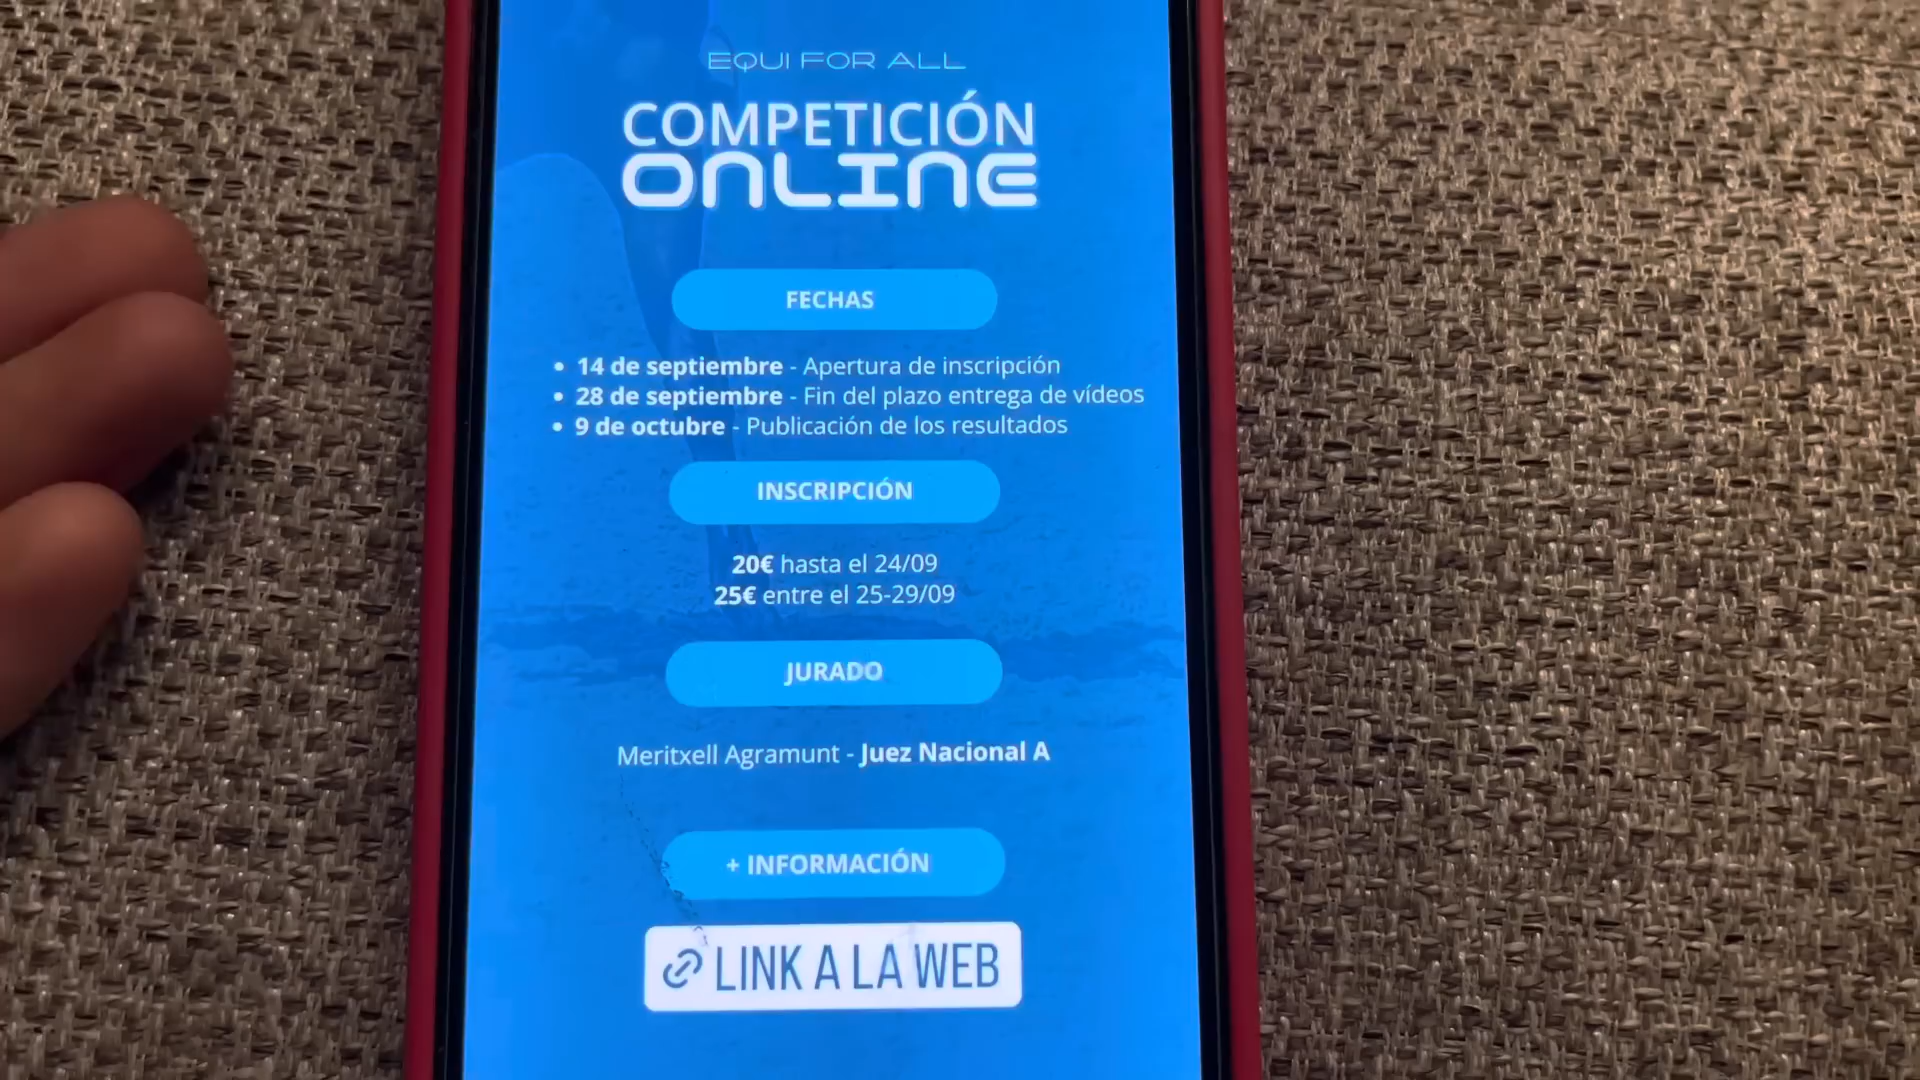 EQUI FOR ALL
COMPETICIÓN
ONLINE
FECHAS
• 14 de septiembre - Apertura de inscripción
• 28 de septiembre - Fin del plazo entrega de vídeos
• 9 de octubre - Publicación de los resultados
INSCRIPCIÓN
20€ hasta el 24/09
25€ entre el 25-29/09
JURADO
Meritxell Agramunt - Juez Nacional A
+ INFORMACIÓN
LINK A LA WEB